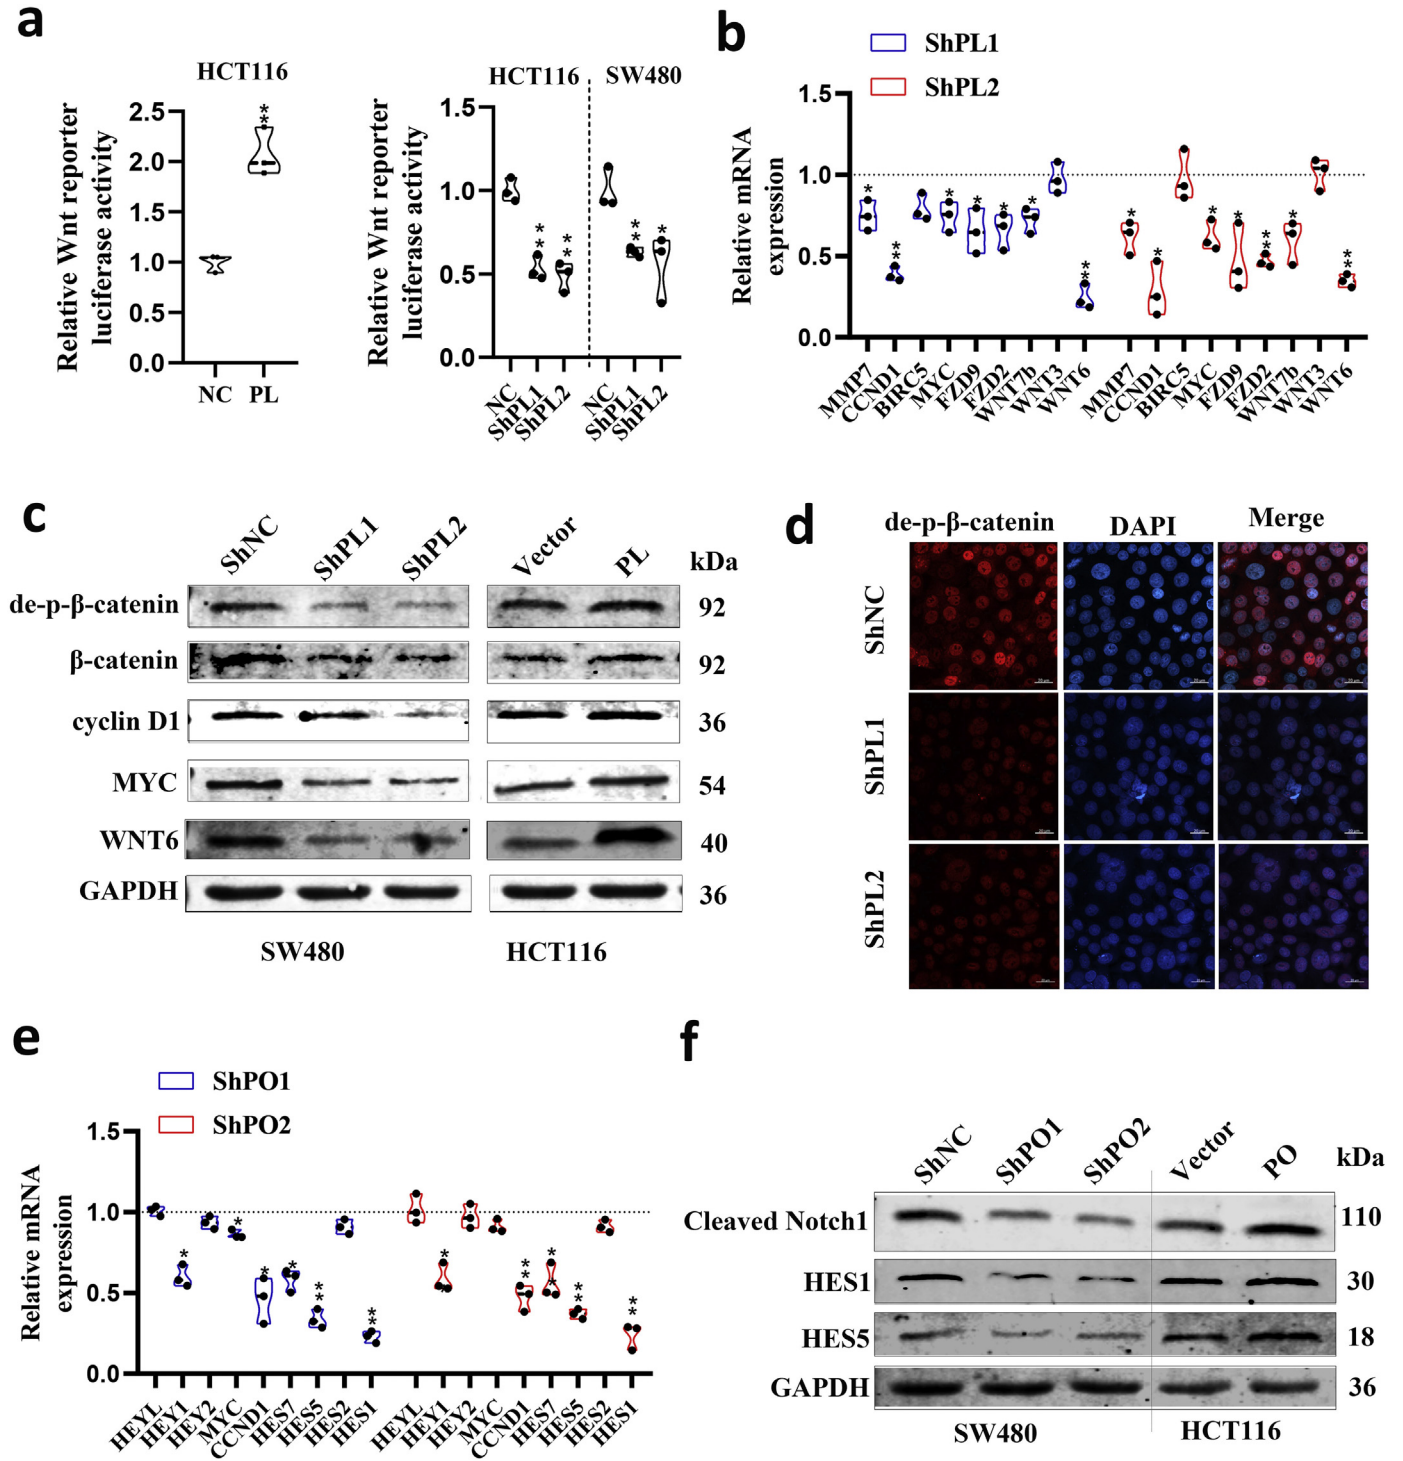 a
HCT116
Relative Wnt reporter
luciferase activity
2.5
2.0
1.5
1.0
0.5
0.0
**
NC PL
HCT116 SW480
Relative Wnt reporter
luciferase activity
1.5
1.0
0.5
0.0
** ** ** *
NC ShPL1 ShPL2 NC ShPL1 ShPL2
b
ShPL1
ShPL2
Relative mRNA
expression
1.5
1.0
0.5
0.0
* ** * * * * ** * * * * ** * **
MMP7 CCND1 BIRC5 MYC FZD9 FZD2 WNT7b WNT3 WNT6 MMP7 CCND1 BIRC5 MYC FZD9 FZD2 WNT7b WNT3 WNT6
c
ShNC ShPL1 ShPL2 Vector PL kDa
de-p-β-catenin 92
β-catenin 92
cyclin D1 36
MYC 54
WNT6 40
GAPDH 36
SW480 HCT116
d
de-p-β-catenin DAPI Merge
ShNC
ShPL1
ShPL2
e
ShPO1
ShPO2
Relative mRNA
expression
1.5
1.0
0.5
0.0
* * * * ** ** * ** * ** **
HEYL HEY1 HEY2 MYC CCND1 HES7 HES5 HES2 HES1 HEYL HEY1 HEY2 MYC CCND1 HES7 HES5 HES2 HES1
f
ShNC ShPO1 ShPO2 Vector PO kDa
Cleaved Notch1 110
HES1 30
HES5 18
GAPDH 36
SW480 HCT116